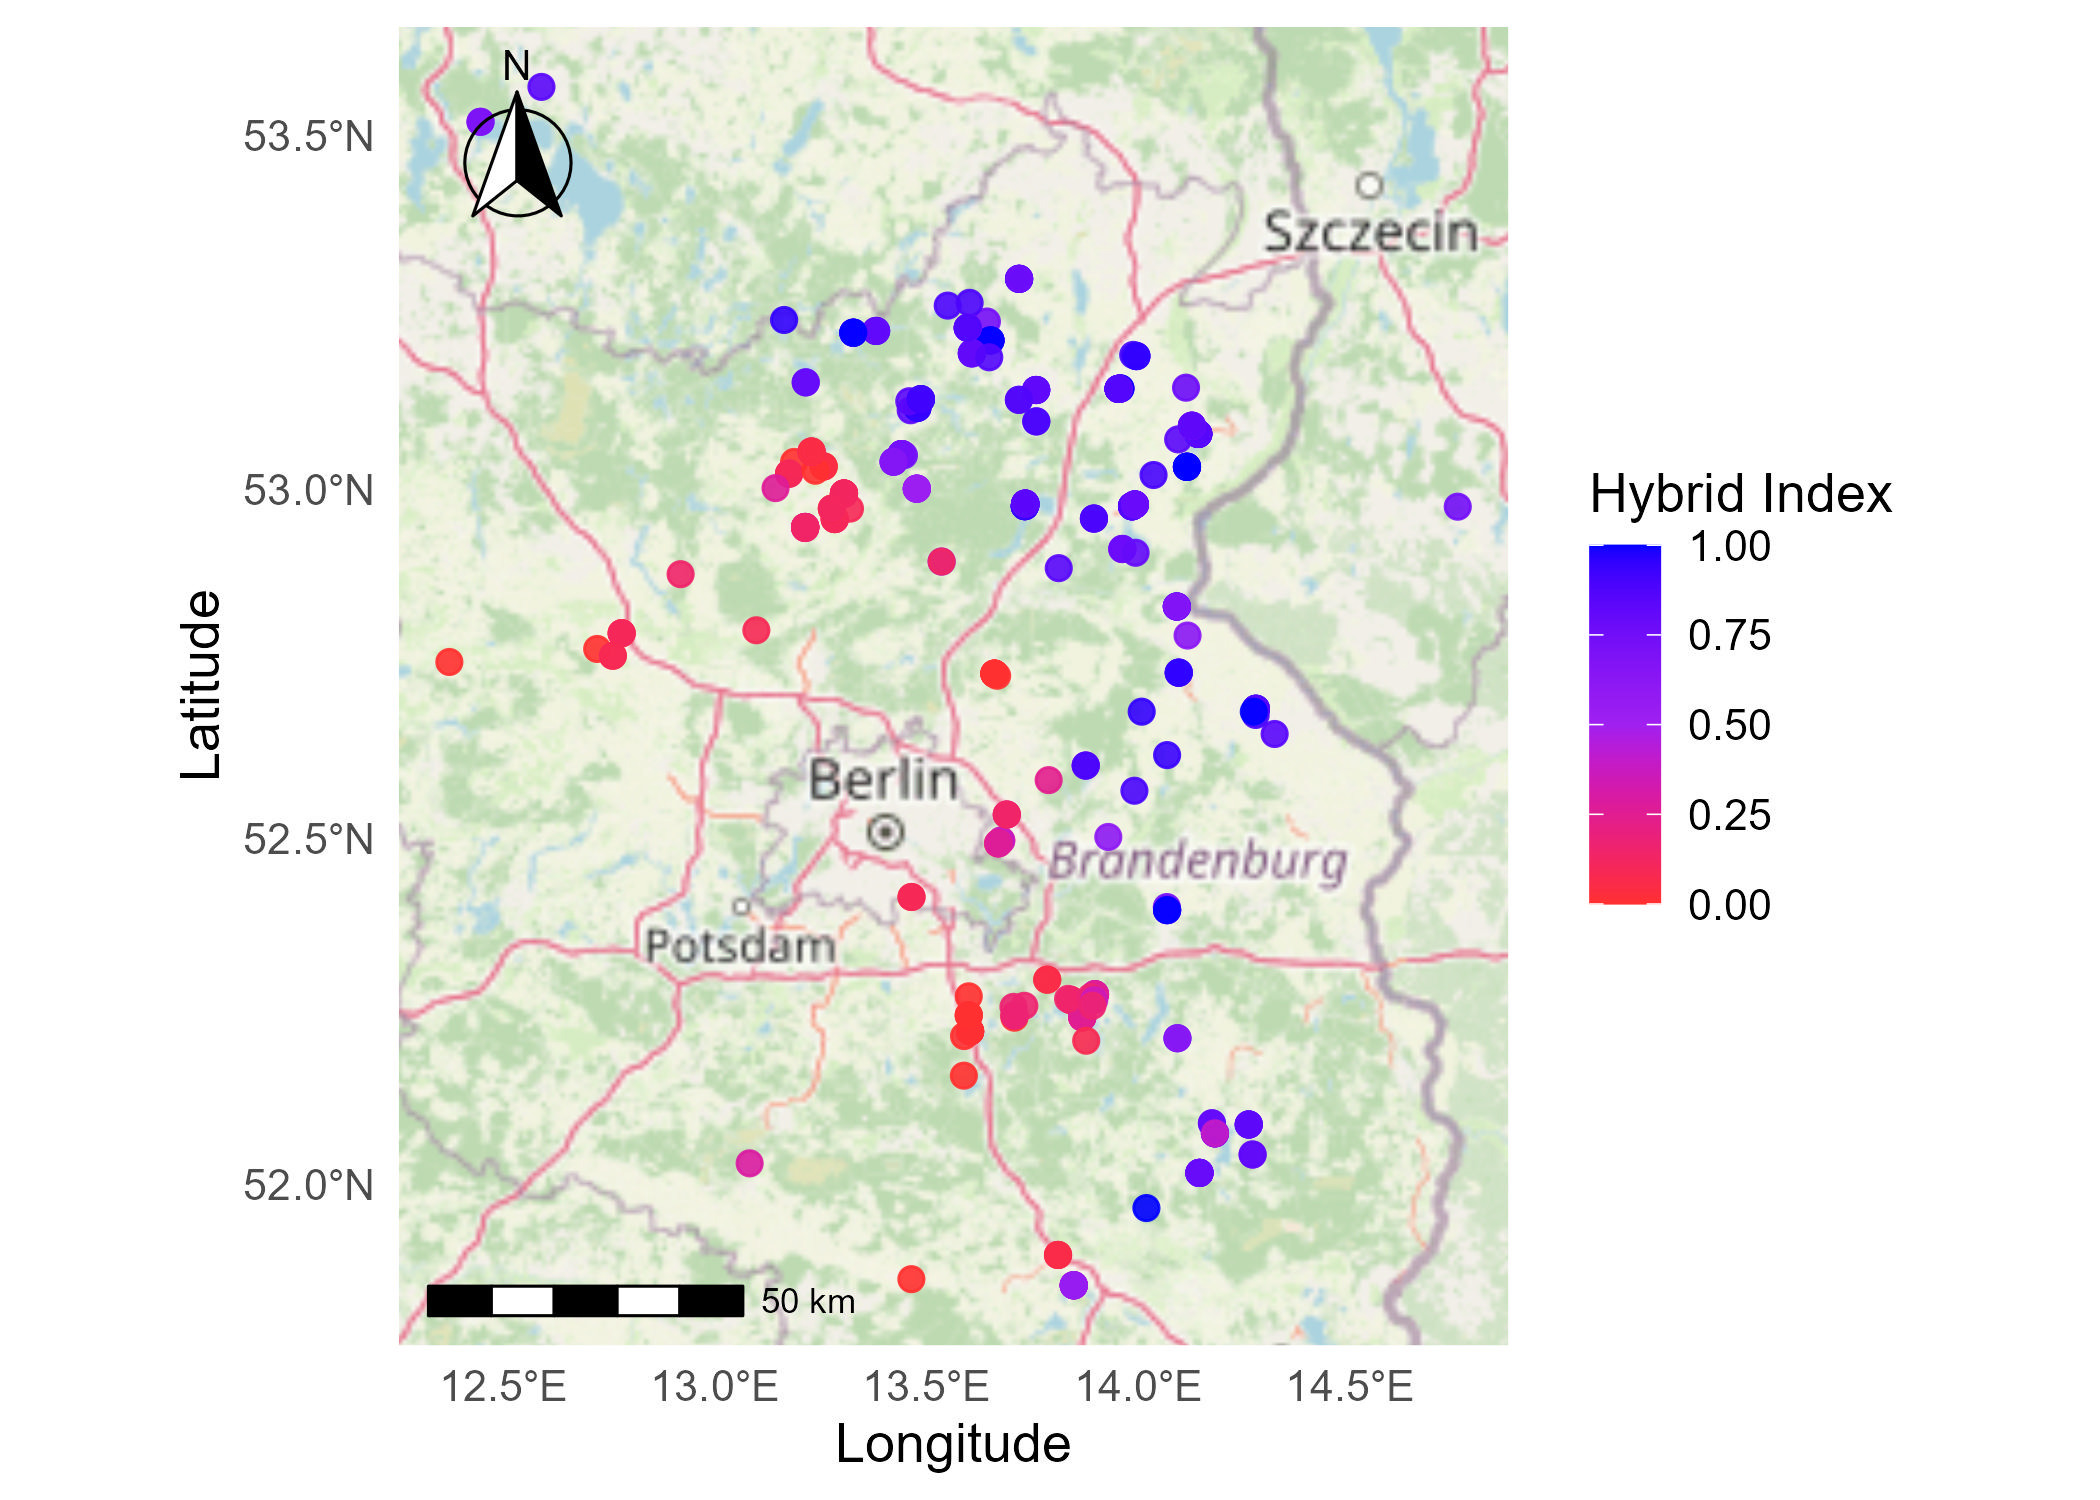 N
53.5°N
Szczecin
53.0°N
Hybrid Index
1.00
0.75
0.50
0.25
0.00
Latitude
Berlin
52.5°N
Brandenburg
Potsdam
52.0°N
50 km
12.5°E 13.0°E 13.5°E 14.0°E 14.5°E
Longitude